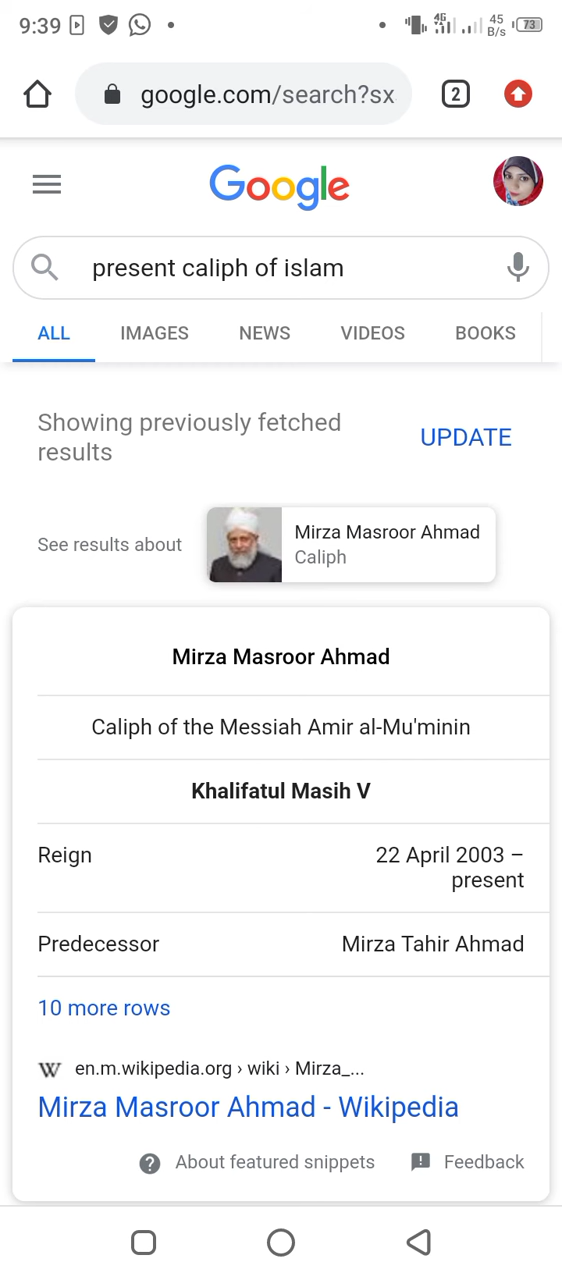 9:39 4G 45 B/s 73
google.com/search?sx 2
Google
present caliph of islam
ALL IMAGES NEWS VIDEOS BOOKS
Showing previously fetched
results
UPDATE
See results about
Mirza Masroor Ahmad
Caliph
Mirza Masroor Ahmad
Caliph of the Messiah Amir al-Mu'minin
Khalifatul Masih V
Reign 22 April 2003 –
present
Predecessor Mirza Tahir Ahmad
10 more rows
W en.m.wikipedia.org › wiki › Mirza_...
Mirza Masroor Ahmad - Wikipedia
About featured snippets Feedback